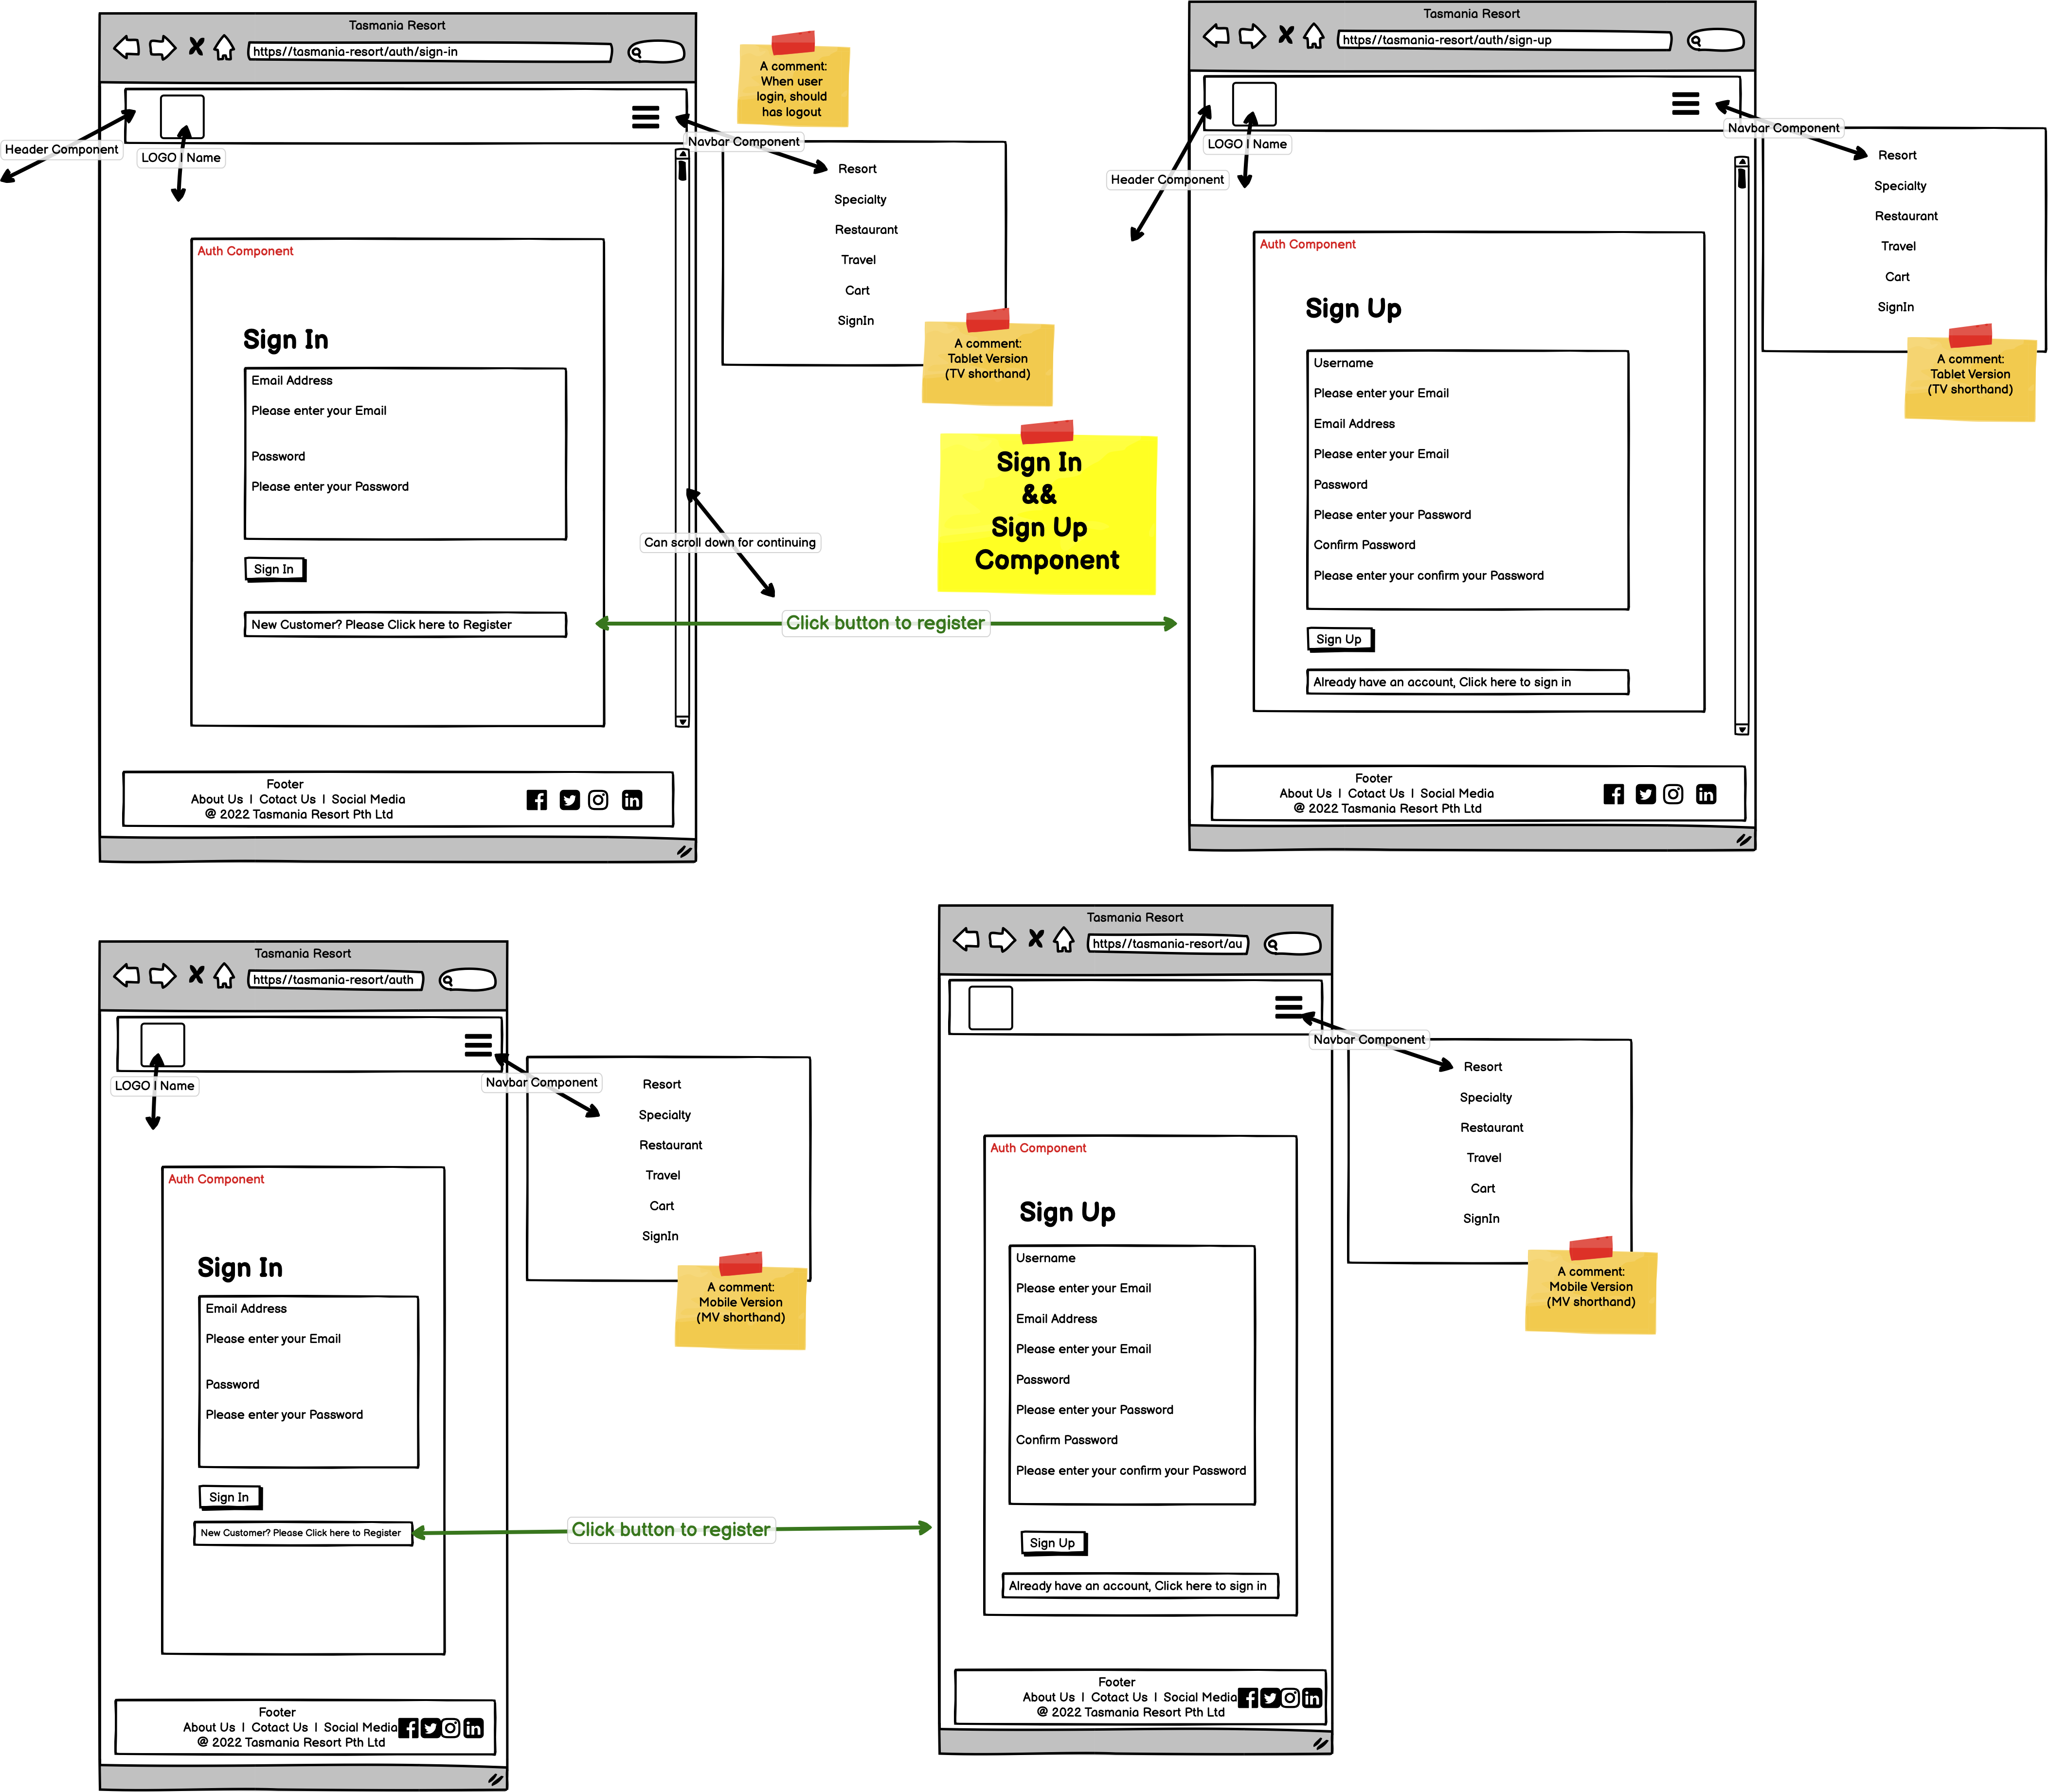 Tasmania Resort
https//tasmania-resort/auth/sign-in
A comment:
When user
login, should
has logout
Header Component
LOGO | Name
Navbar Component
Resort
Specialty
Restaurant
Travel
Cart
SignIn
A comment:
Tablet Version
(TV shorthand)
Auth Component
Sign In
Email Address
Please enter your Email
Password
Please enter your Password
Sign In
New Customer? Please Click here to Register
Can scroll down for continuing
Click button to register
Footer
About Us | Cotact Us | Social Media
@ 2022 Tasmania Resort Pth Ltd
Sign In
&&
Sign Up
Component
Tasmania Resort
https//tasmania-resort/auth/sign-up
LOGO | Name
Header Component
Navbar Component
Resort
Specialty
Restaurant
Travel
Cart
SignIn
A comment:
Tablet Version
(TV shorthand)
Auth Component
Sign Up
Username
Please enter your Email
Email Address
Please enter your Email
Password
Please enter your Password
Confirm Password
Please enter your confirm your Password
Sign Up
Already have an account, Click here to sign in
Footer
About Us | Cotact Us | Social Media
@ 2022 Tasmania Resort Pth Ltd
Tasmania Resort
https//tasmania-resort/auth
LOGO | Name
Navbar Component
Resort
Specialty
Restaurant
Travel
Cart
SignIn
A comment:
Mobile Version
(MV shorthand)
Auth Component
Sign In
Email Address
Please enter your Email
Password
Please enter your Password
Sign In
New Customer? Please Click here to Register
Click button to register
Footer
About Us | Cotact Us | Social Media
@ 2022 Tasmania Resort Pth Ltd
Tasmania Resort
https//tasmania-resort/au
Navbar Component
Resort
Specialty
Restaurant
Travel
Cart
SignIn
A comment:
Mobile Version
(MV shorthand)
Auth Component
Sign Up
Username
Please enter your Email
Email Address
Please enter your Email
Password
Please enter your Password
Confirm Password
Please enter your confirm your Password
Sign Up
Already have an account, Click here to sign in
Footer
About Us | Cotact Us | Social Media
@ 2022 Tasmania Resort Pth Ltd